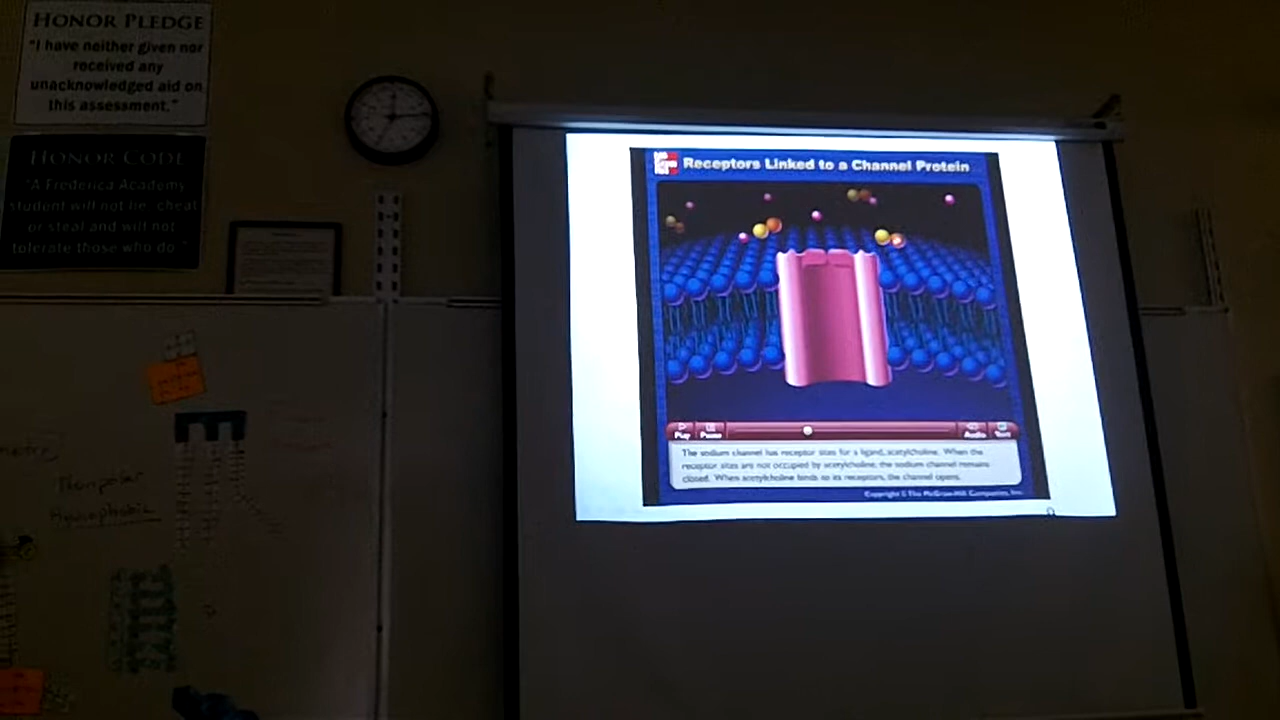 HONOR PLEDGE
"I have neither given nor
received any
unacknowledged aid on
this assessment."
HONOR CODE
"A Frederica Academy
student will not lie, cheat
or steal and will not
tolerate those who do."
Nonpolar
Hydrophobic
Receptors Linked to a Channel Protein
Play
Pause
Audio
Text
The sodium channel has receptor sites for a ligand, acetylcholine. When the
receptor sites are not occupied by acetylcholine, the sodium channel remains
closed. When acetylcholine binds to its receptors, the channel opens.
Copyright © The McGraw-Hill Companies, Inc.